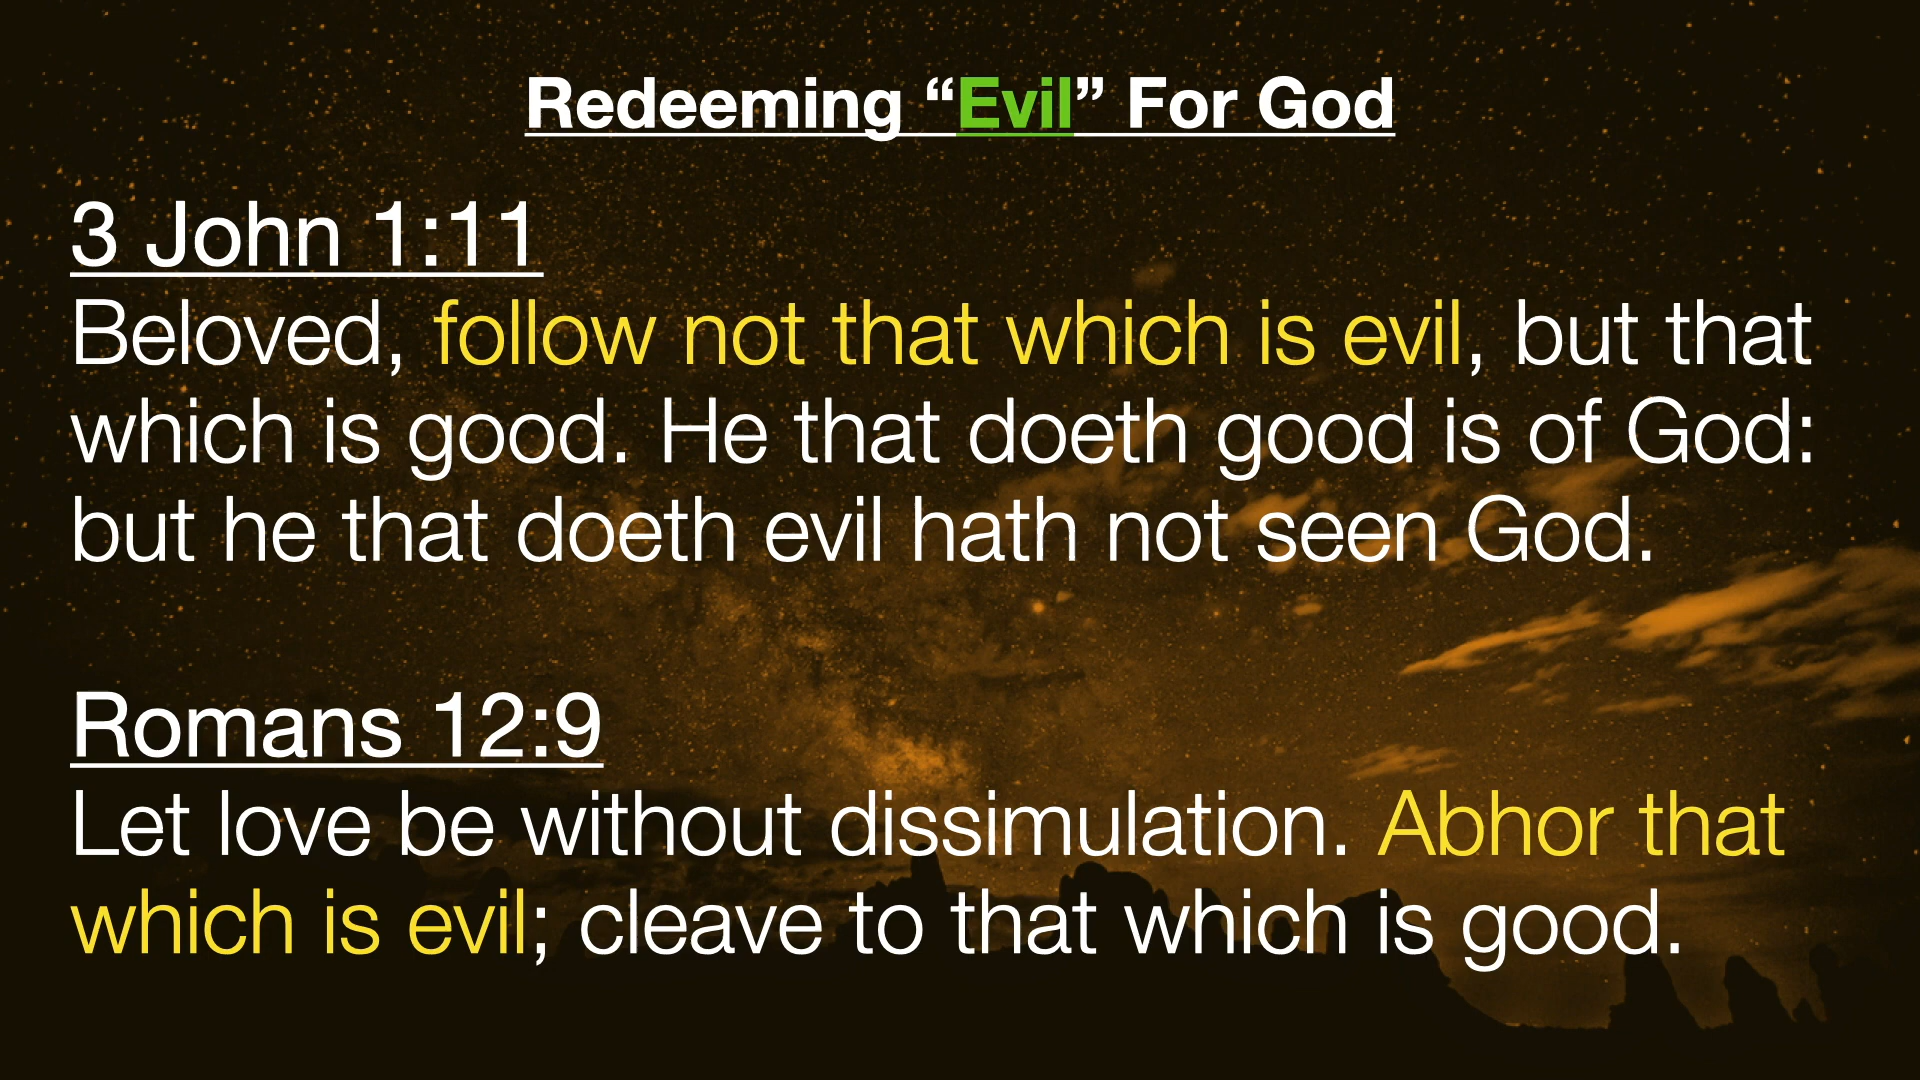 Redeeming “Evil” For God
3 John 1:11
Beloved, follow not that which is evil, but that
which is good. He that doeth good is of God:
but he that doeth evil hath not seen God.
Romans 12:9
Let love be without dissimulation. Abhor that
which is evil; cleave to that which is good.